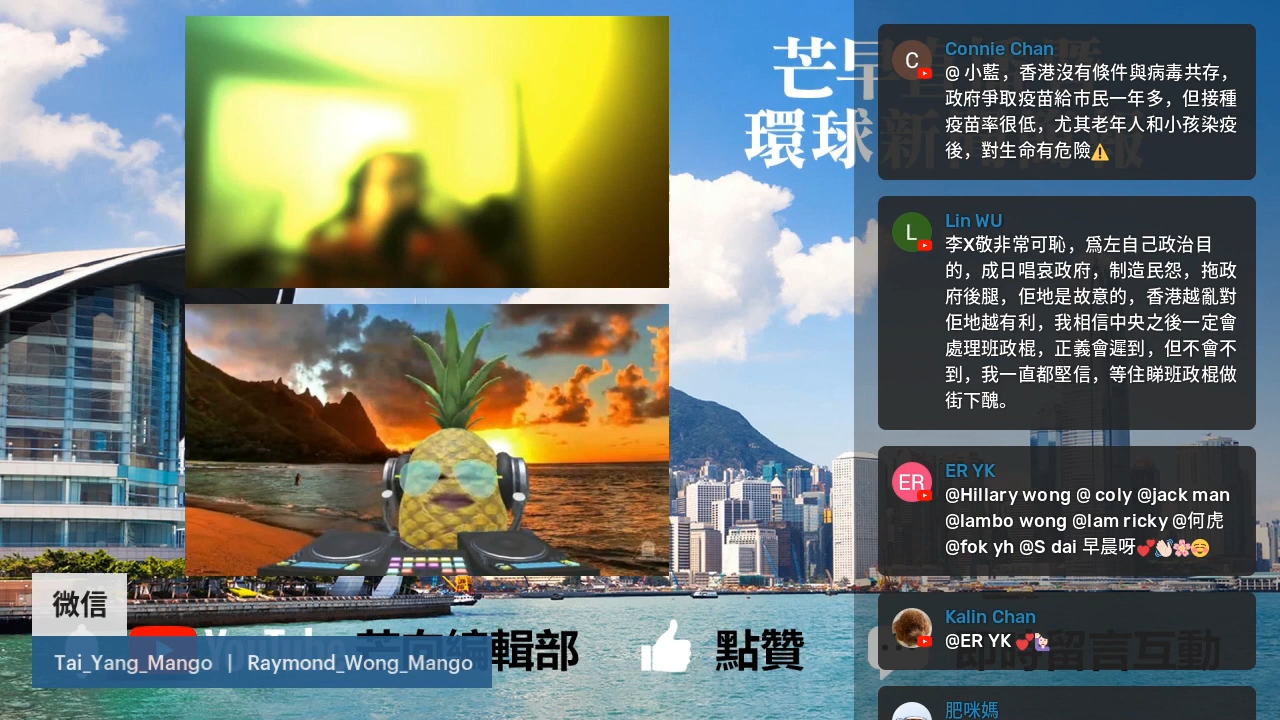 芒早
環球新
Connie Chan
@ 小藍，香港沒有條件與病毒共存，
政府爭取疫苗給市民一年多，但接種
疫苗率很低，尤其老年人和小孩染疫
後，對生命有危險⚠️
Lin WU
李X敬非常可恥，爲左自己政治目
的，成日唱哀政府，制造民怨，拖政
府後腿，佢地是故意的，香港越亂對
佢地越有利，我相信中央之後一定會
處理班政棍，正義會遲到，但不會不
到，我一直都堅信，等住睇班政棍做
街下醜。
ER YK
@Hillary wong @ coly @jack man
@lambo wong @lam ricky @何虎
@fok yh @S dai 早晨呀💕👋🏻🌸☺️
Kalin Chan
@ER YK 💕🙋🏻‍♀️
肥咪媽
微信
Tai_Yang_Mango | Raymond_Wong_Mango
YouTube 芒向編輯部
點贊
即時留言互動